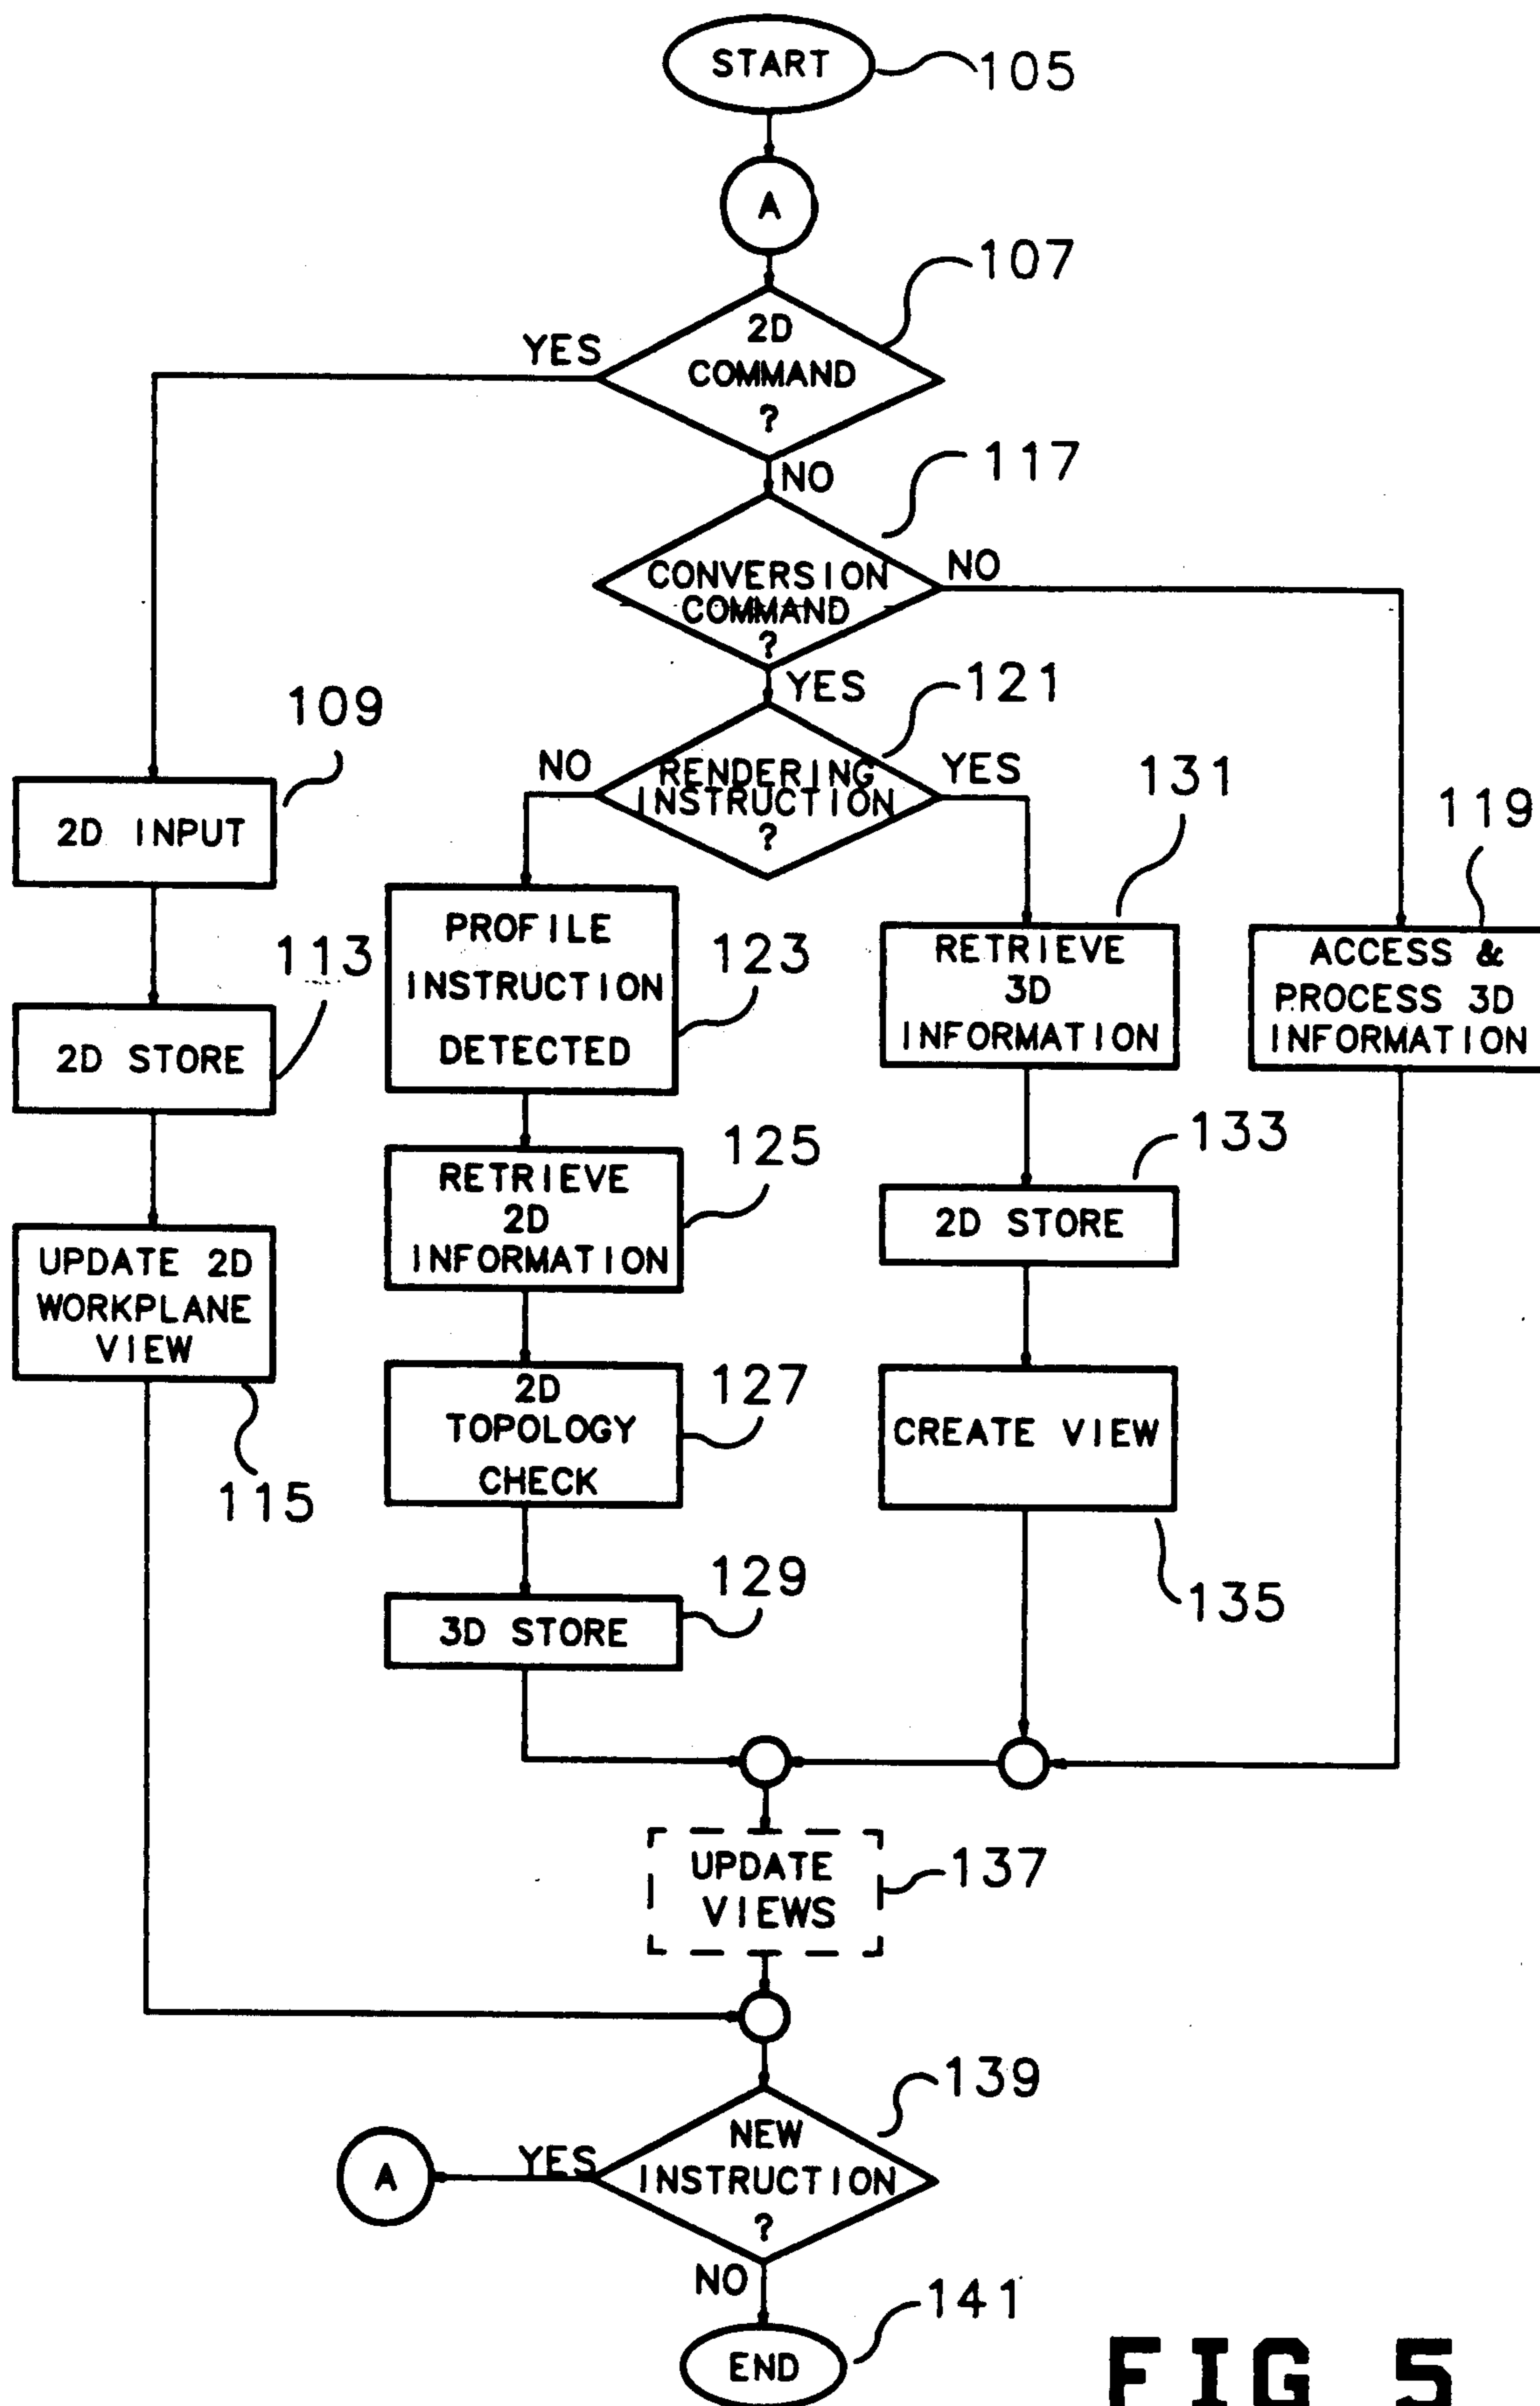 START
105
A
107
2D
COMMAND
?
YES
NO
117
CONVERSION
COMMAND
?
NO
YES
121
RENDERING
INSTRUCTION
?
NO
YES
109
2D INPUT
113
2D STORE
UPDATE 2D
WORKPLANE
VIEW
115
PROFILE
INSTRUCTION
DETECTED
123
RETRIEVE
2D
INFORMATION
125
2D
TOPOLOGY
CHECK
127
3D STORE
129
131
RETRIEVE
3D
INFORMATION
133
2D STORE
CREATE VIEW
135
119
ACCESS &
PROCESS 3D
INFORMATION
UPDATE
VIEWS
137
139
NEW
INSTRUCTION
?
YES
A
NO
141
END
FIG 5